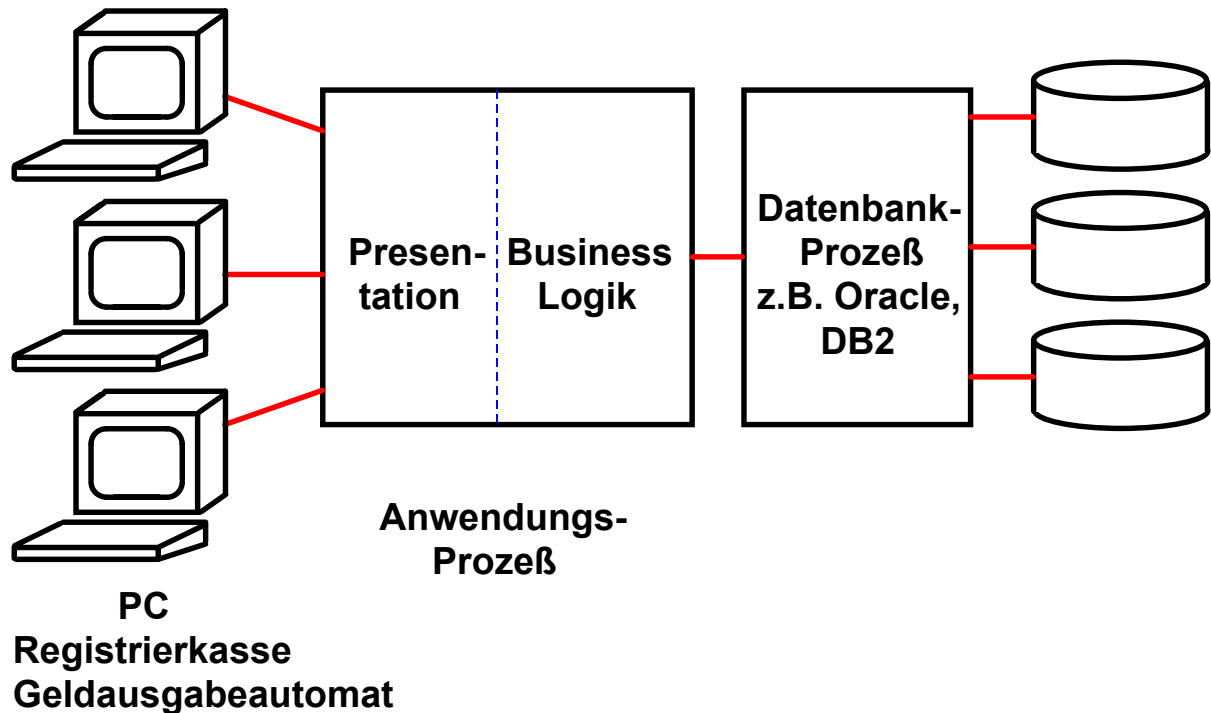 Presen-
tation
Business
Logik
Datenbank-
Prozeß
z.B. Oracle,
DB2
Anwendungs-
Prozeß
PC
Registrierkasse
Geldausgabeautomat